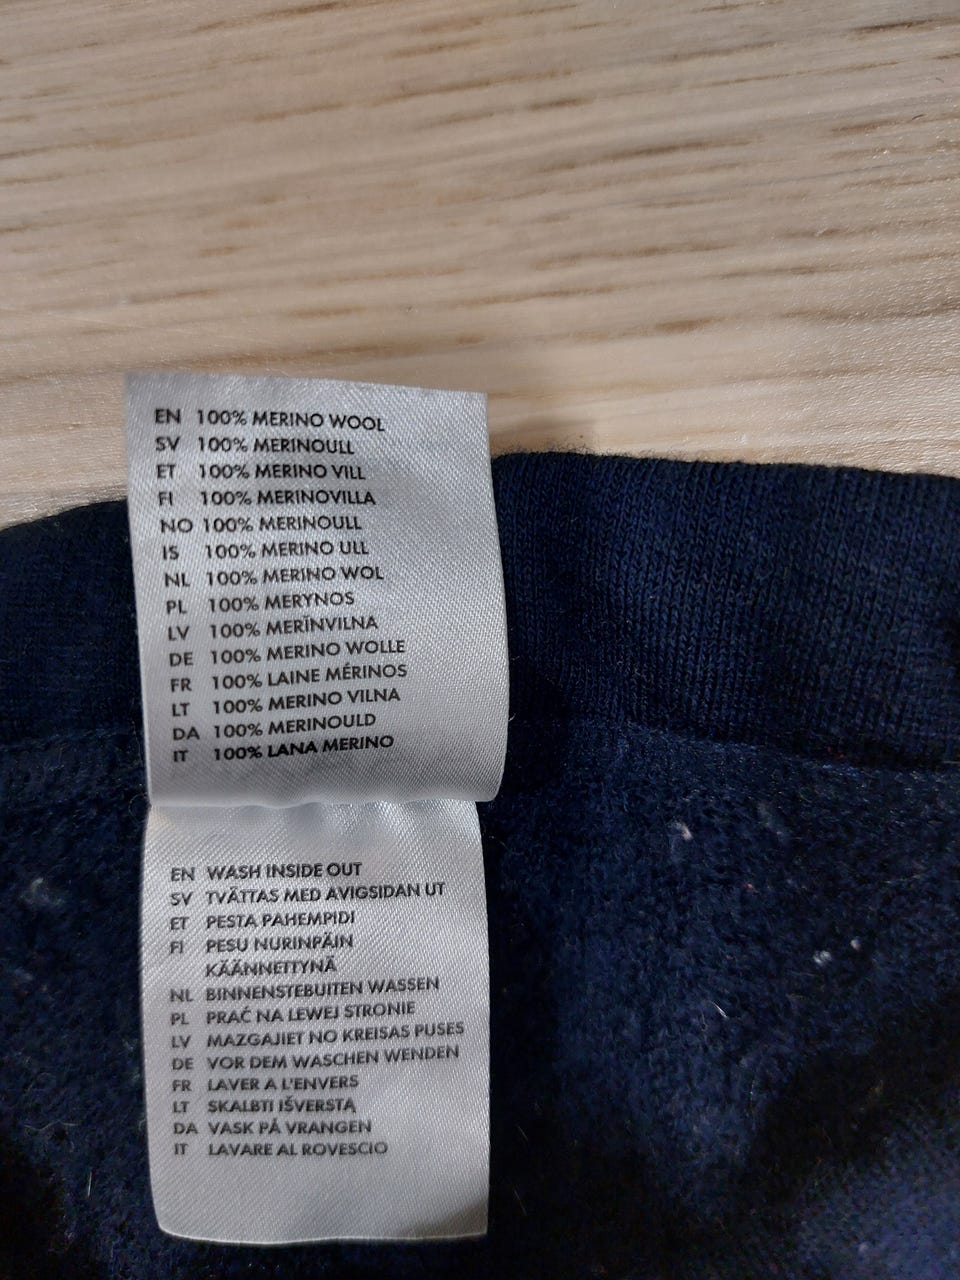 EN 100% MERINO WOOL
SV 100% MERINOULL
ET 100% MERINO VILL
FI 100% MERINOVILLA
NO 100% MERINOULL
IS 100% MERINO ULL
NL 100% MERINO WOL
PL 100% MERYNOS
LV 100% MERĪNVILNA
DE 100% MERINO WOLLE
FR 100% LAINE MÉRINOS
LT 100% MERINO VILNA
DA 100% MERINOULD
IT 100% LANA MERINO
EN WASH INSIDE OUT
SV TVÄTTAS MED AVIGSIDAN UT
ET PESTA PAHEMPIDI
FI PESU NURINPÄIN
KÄÄNNETTYNÄ
NL BINNENSTEBUITEN WASSEN
PL PRAĆ NA LEWEJ STRONIE
LV MAZGAJIET NO KREISAS PUSES
DE VOR DEM WASCHEN WENDEN
FR LAVER A L'ENVERS
LT SKALBTI IŠVERSTĄ
DA VASK PÅ VRANGEN
IT LAVARE AL ROVESCIO